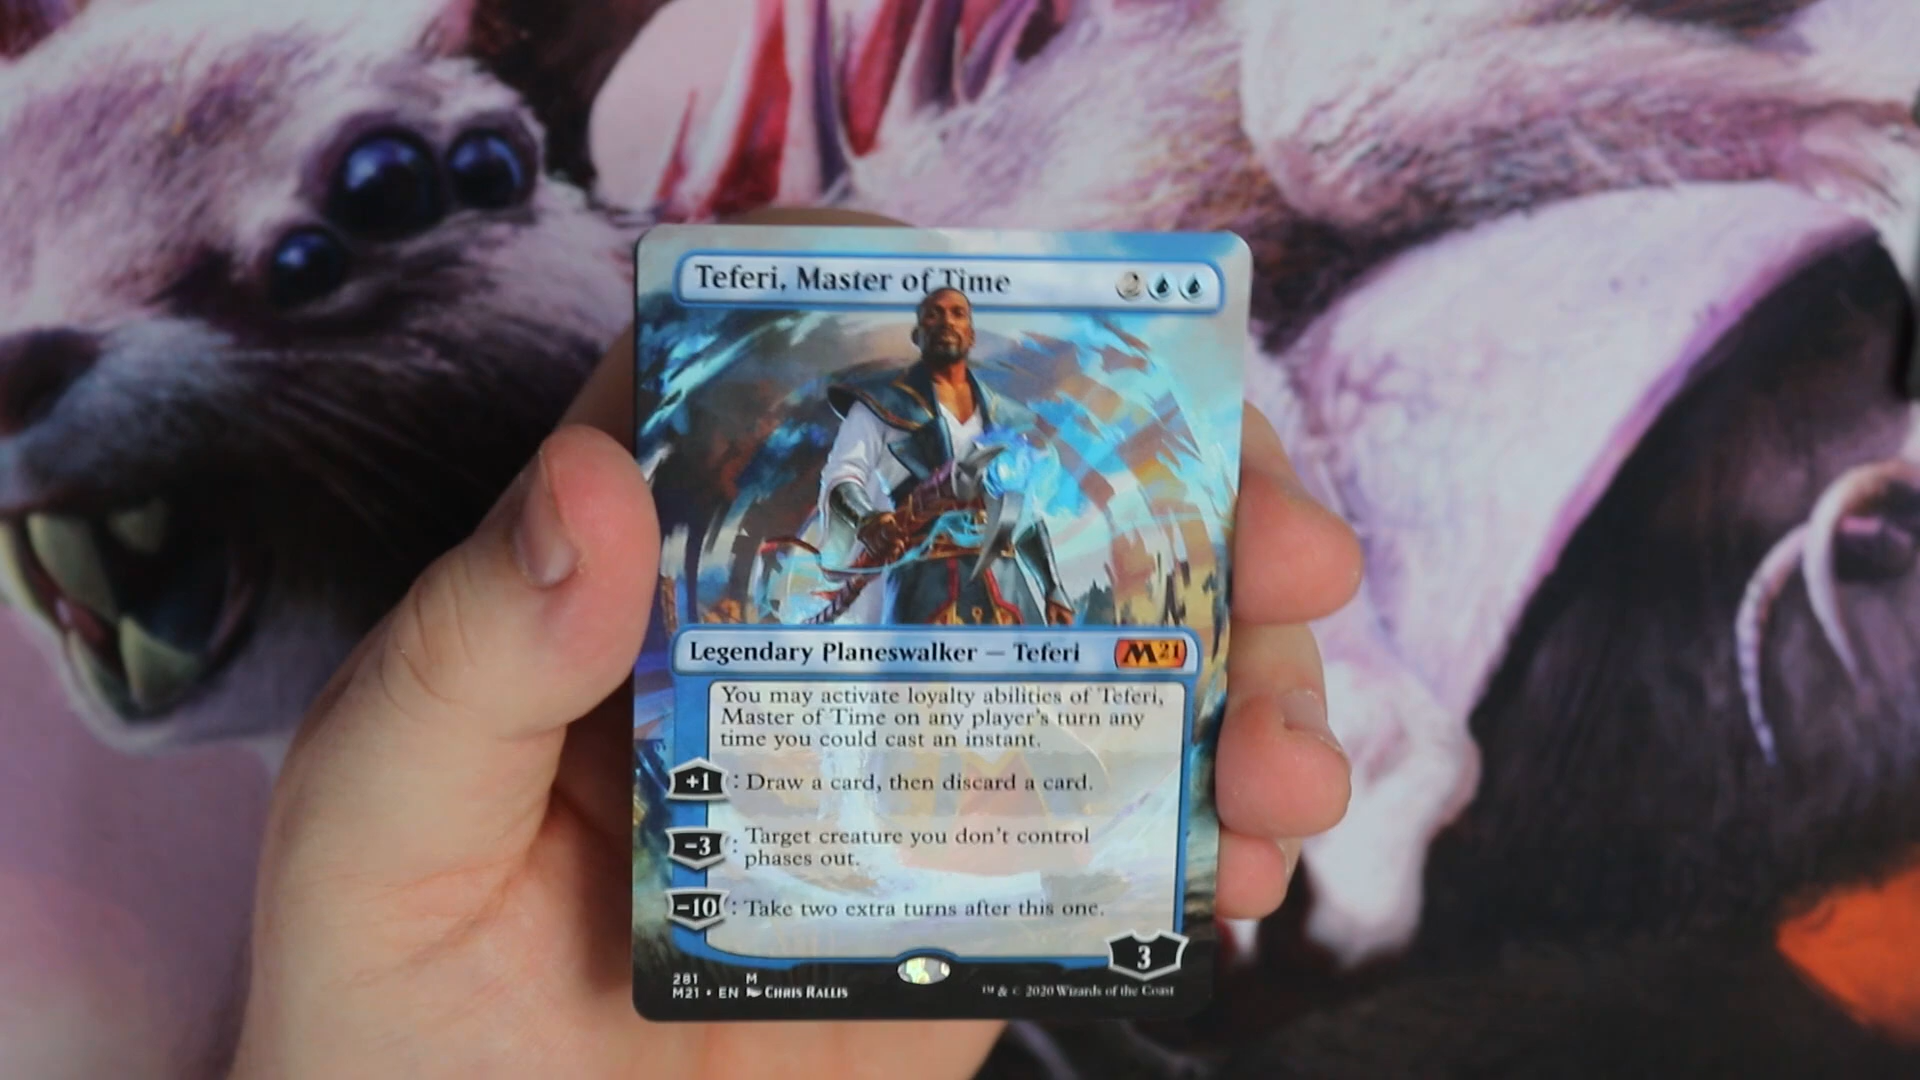 Teferi, Master of Time 2
Legendary Planeswalker — Teferi M21
You may activate loyalty abilities of Teferi,
Master of Time on any player's turn any
time you could cast an instant.
+1 : Draw a card, then discard a card.
−3 : Target creature you don't control
phases out.
−10 : Take two extra turns after this one.
3
281 M
M21 • EN Chris Rallis
™ & © 2020 Wizards of the Coast